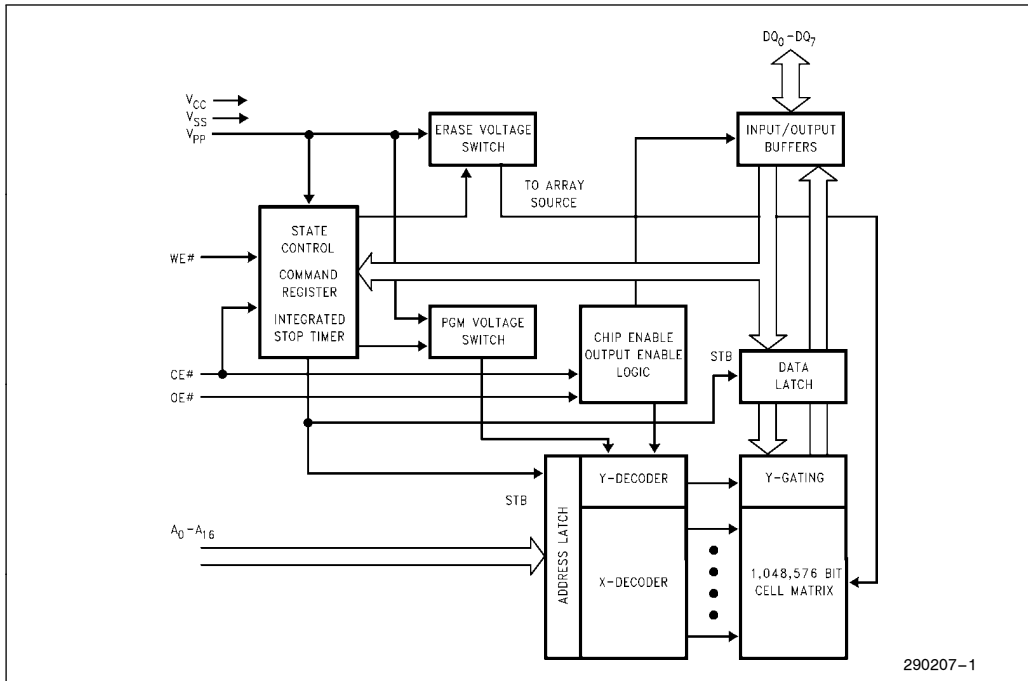 DQ0–DQ7
VCC
VSS
VPP
ERASE VOLTAGE
SWITCH
INPUT/OUTPUT
BUFFERS
TO ARRAY
SOURCE
STATE
CONTROL
COMMAND
REGISTER
INTEGRATED
STOP TIMER
WE#
PGM VOLTAGE
SWITCH
CHIP ENABLE
OUTPUT ENABLE
LOGIC
STB
DATA
LATCH
CE#
OE#
STB
ADDRESS LATCH
Y-DECODER
Y-GATING
A0–A16
X-DECODER
1,048,576 BIT
CELL MATRIX
290207–1